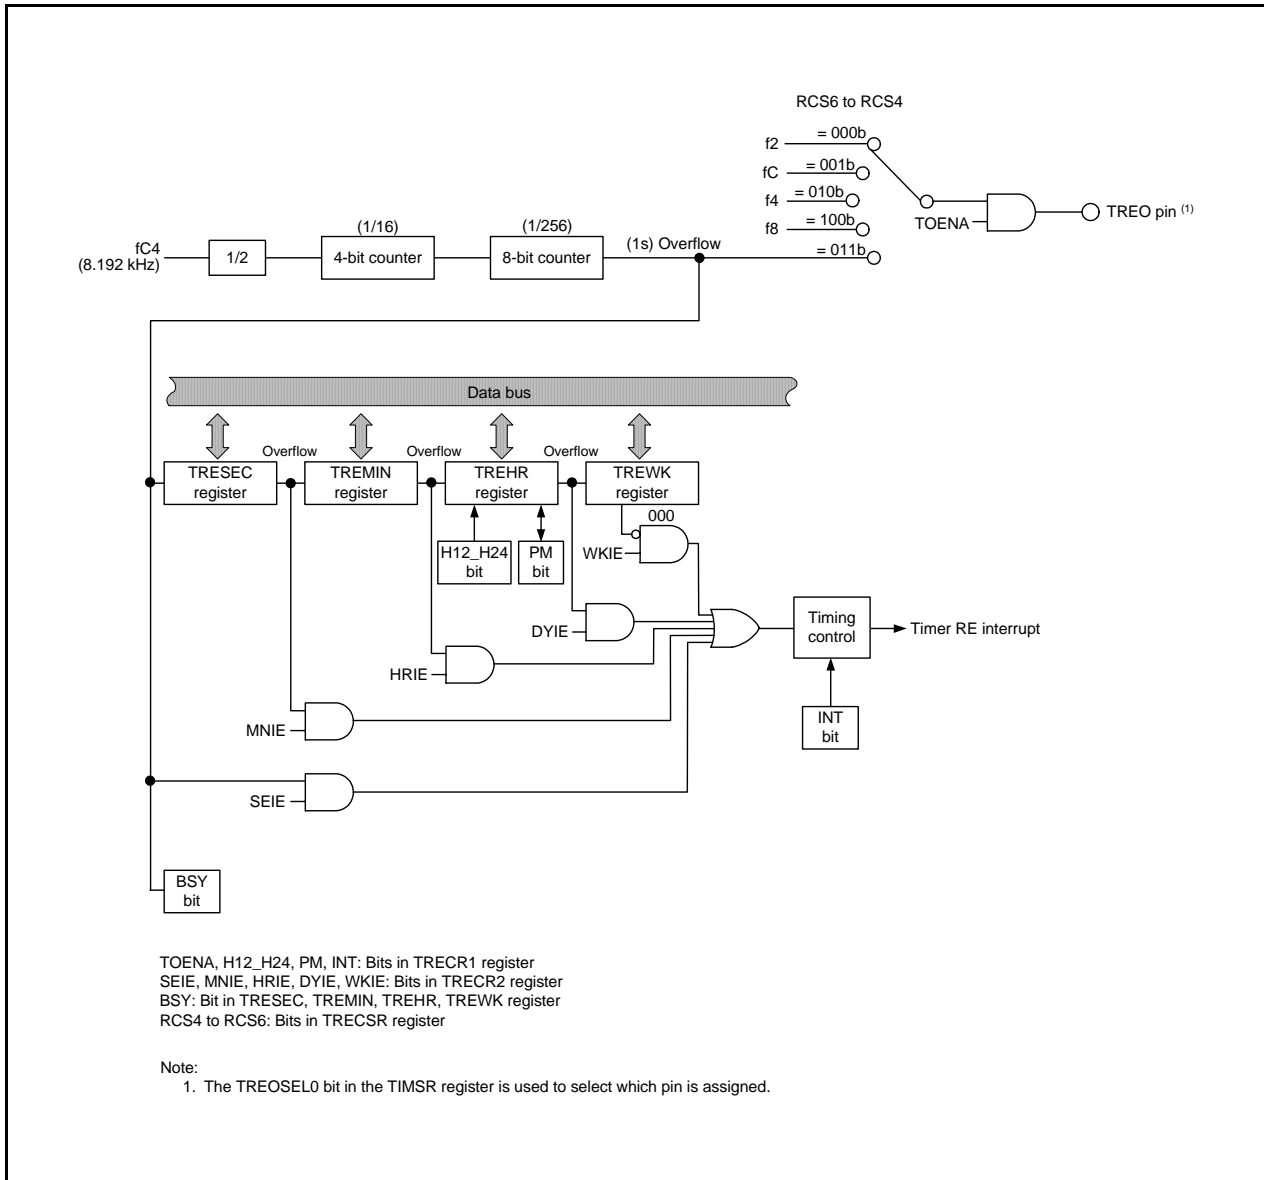 RCS6 to RCS4
f2
= 000b
fC
= 001b
f4
= 010b
f8
= 100b
= 011b
TOENA
TREO pin (1)
fC4
(8.192 kHz)
1/2
(1/16)
4-bit counter
(1/256)
8-bit counter
(1s) Overflow
Data bus
Overflow
Overflow
Overflow
TRESEC
register
TREMIN
register
TREHR
register
TREWK
register
000
H12_H24
bit
PM
bit
WKIE
DYIE
HRIE
MNIE
SEIE
Timing
control
Timer RE interrupt
INT
bit
BSY
bit
TOENA, H12_H24, PM, INT: Bits in TRECR1 register
SEIE, MNIE, HRIE, DYIE, WKIE: Bits in TRECR2 register
BSY: Bit in TRESEC, TREMIN, TREHR, TREWK register
RCS4 to RCS6: Bits in TRECSR register
Note:
1. The TREOSEL0 bit in the TIMSR register is used to select which pin is assigned.